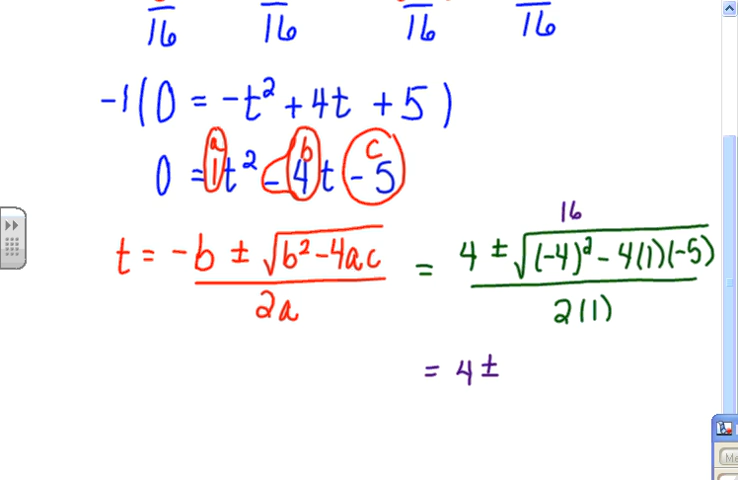 16 16 16 16
-1(0 = -t² + 4t + 5)
a b c
0 = 1t² - 4t - 5
16
t = -b ± √(b² - 4ac) / 2a = 4 ± √((-4)² - 4(1)(-5)) / 2(1)
= 4 ±